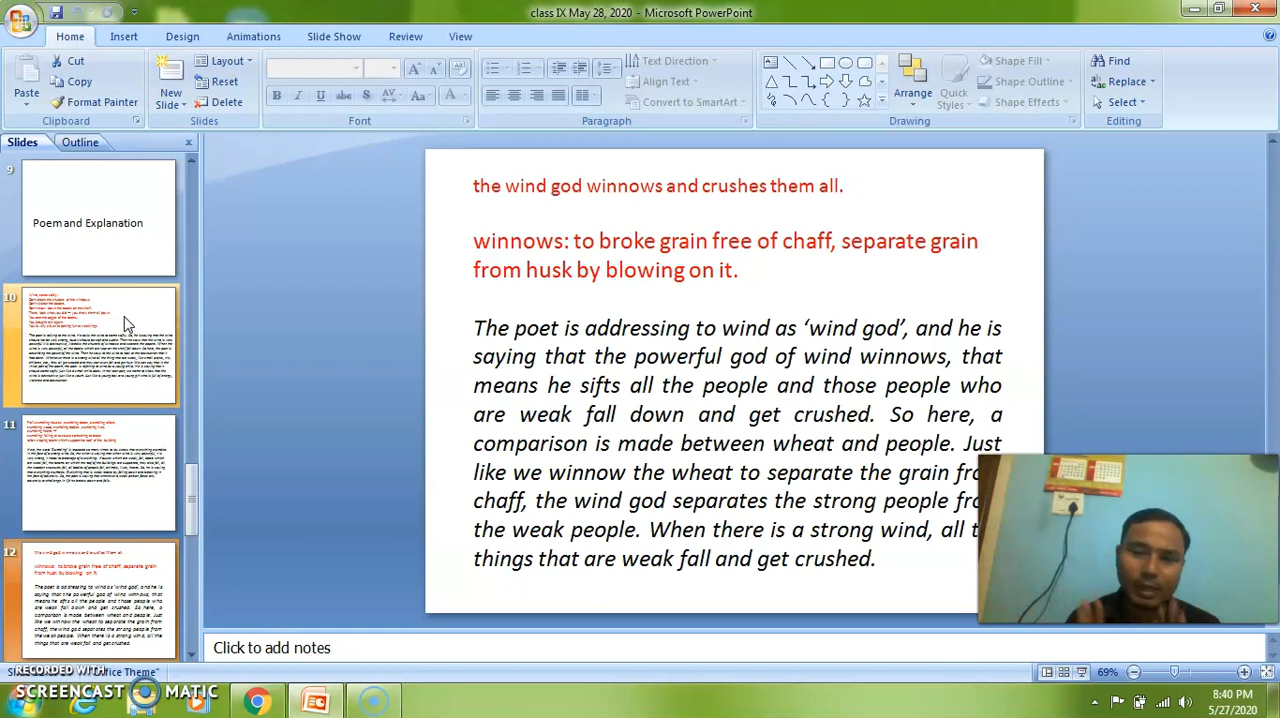 class IX May 28, 2020 - Microsoft PowerPoint
Home Insert Design Animations Slide Show Review View
Paste Cut Copy Format Painter
Clipboard
New Slide Layout Reset Delete
Slides
Font
Text Direction
Align Text
Convert to SmartArt
Paragraph
Arrange Quick Styles
Shape Fill
Shape Outline
Shape Effects
Drawing
Find
Replace
Select
Editing
Slides Outline
9
Poem and Explanation
10
11
12
the wind god winnows and crushes them all.
winnows: to broke grain free of chaff, separate grain
from husk by blowing on it.
The poet is addressing to wind as ‘wind god’, and he is
saying that the powerful god of wind winnows, that
means he sifts all the people and those people who
are weak fall down and get crushed. So here, a
comparison is made between wheat and people. Just
like we winnow the wheat to separate the grain from
chaff, the wind god separates the strong people from
the weak people. When there is a strong wind, all the
things that are weak fall and get crushed.
Click to add notes
"Office Theme"
69%
RECORDED WITH
SCREENCAST MATIC
8:40 PM
5/27/2020